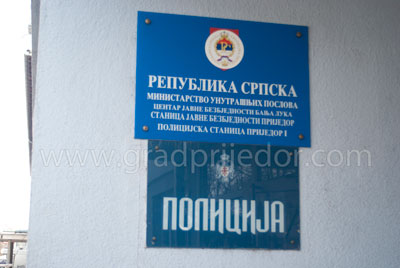 РЕПУБЛИКА СРПСКА
МИНИСТАРСТВО УНУТРАШЊИХ ПОСЛОВА
ЦЕНТАР ЈАВНЕ БЕЗБЈЕДНОСТИ БАЊА ЛУКА
СТАНИЦА ЈАВНЕ БЕЗБЈЕДНОСТИ ПРИЈЕДОР
ПОЛИЦИЈСКА СТАНИЦА ПРИЈЕДОР I
www.gradprijedor.com
ПОЛИЦИЈА